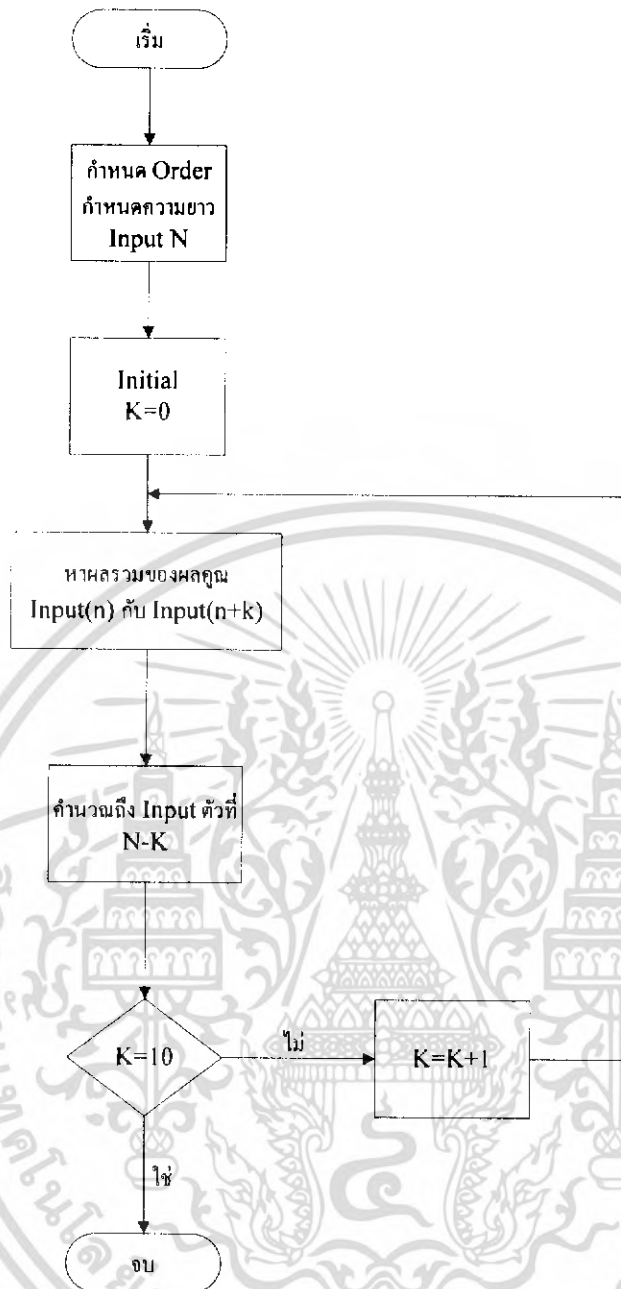 เริ่ม
กำหนด Order
กำหนดความยาว
Input N
Initial
K=0
หาผลรวมของผลคูณ
Input(n) กับ Input(n+k)
คำนวณถึง Input ตัวที่
N-K
K=10
ไม่
K=K+1
ใช่
จบ